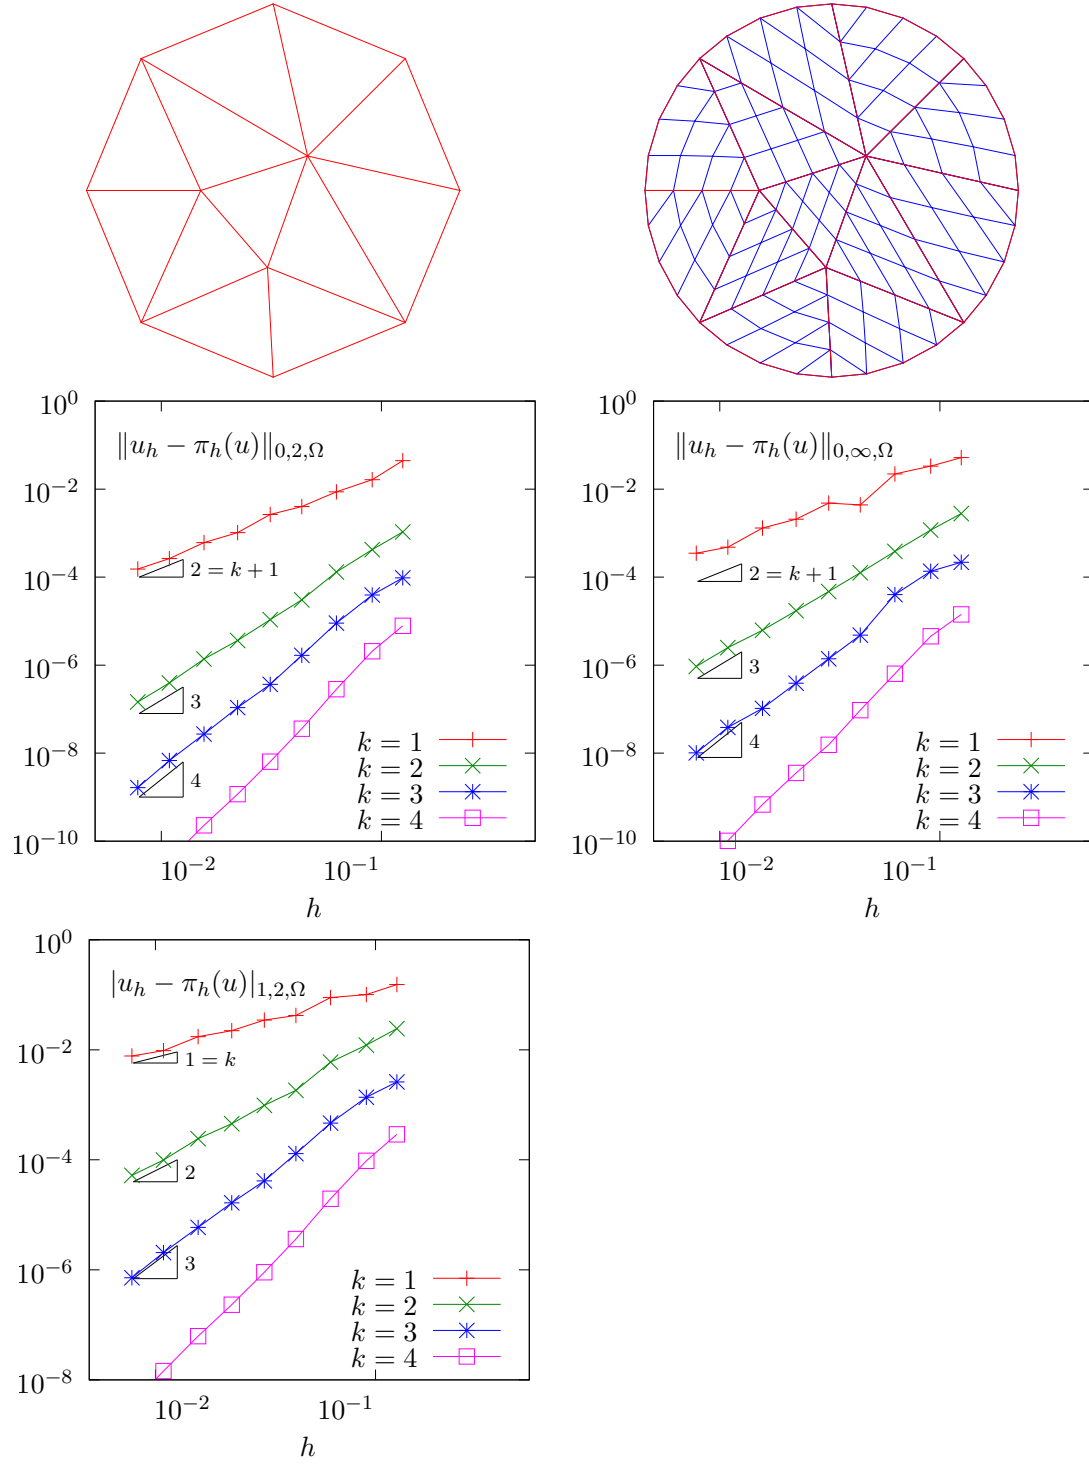 10^0
10^{-2}
10^{-4}
10^{-6}
10^{-8}
10^{-10}
‖u_h − π_h(u)‖_{0,2,Ω}
2 = k + 1
3
4
k = 1
k = 2
k = 3
k = 4
10^{-2} 10^{-1}
h
10^0
10^{-2}
10^{-4}
10^{-6}
10^{-8}
10^{-10}
‖u_h − π_h(u)‖_{0,∞,Ω}
2 = k + 1
3
4
k = 1
k = 2
k = 3
k = 4
10^{-2} 10^{-1}
h
10^0
10^{-2}
10^{-4}
10^{-6}
10^{-8}
|u_h − π_h(u)|_{1,2,Ω}
1 = k
2
3
k = 1
k = 2
k = 3
k = 4
10^{-2} 10^{-1}
h